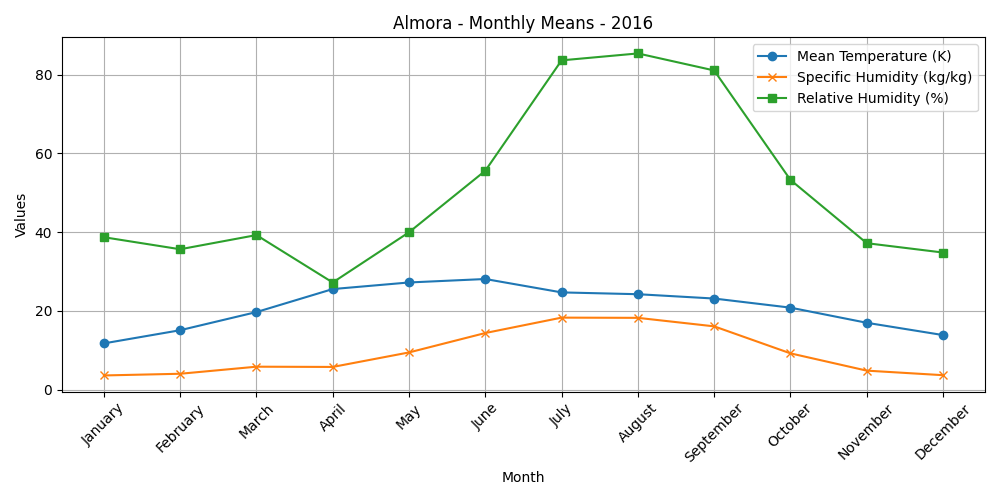 Almora - Monthly Means - 2016
Mean Temperature (K)
Specific Humidity (kg/kg)
Relative Humidity (%)
Values
80
60
40
20
0
January
February
March
April
May
June
July
August
September
October
November
December
Month